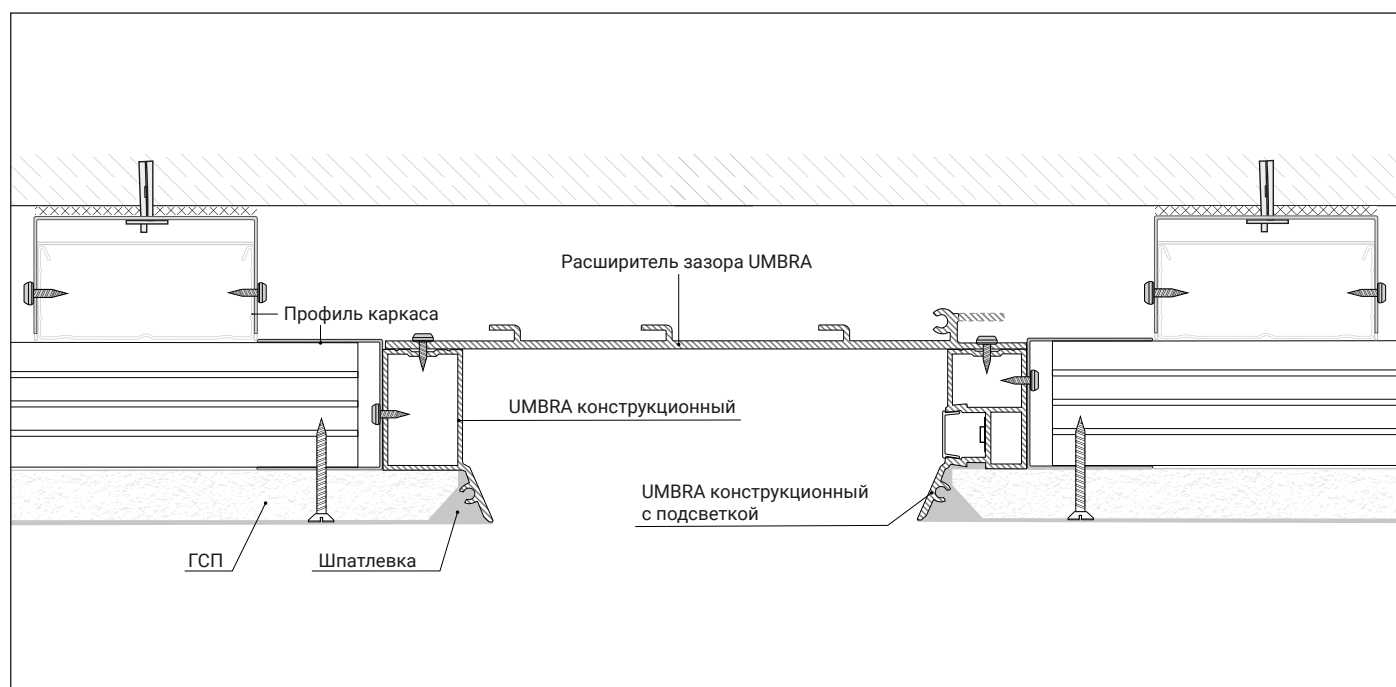 Расширитель зазора UMBRA
Профиль каркаса
UMBRA конструкционный
UMBRA конструкционный
с подсветкой
ГСП
Шпатлевка